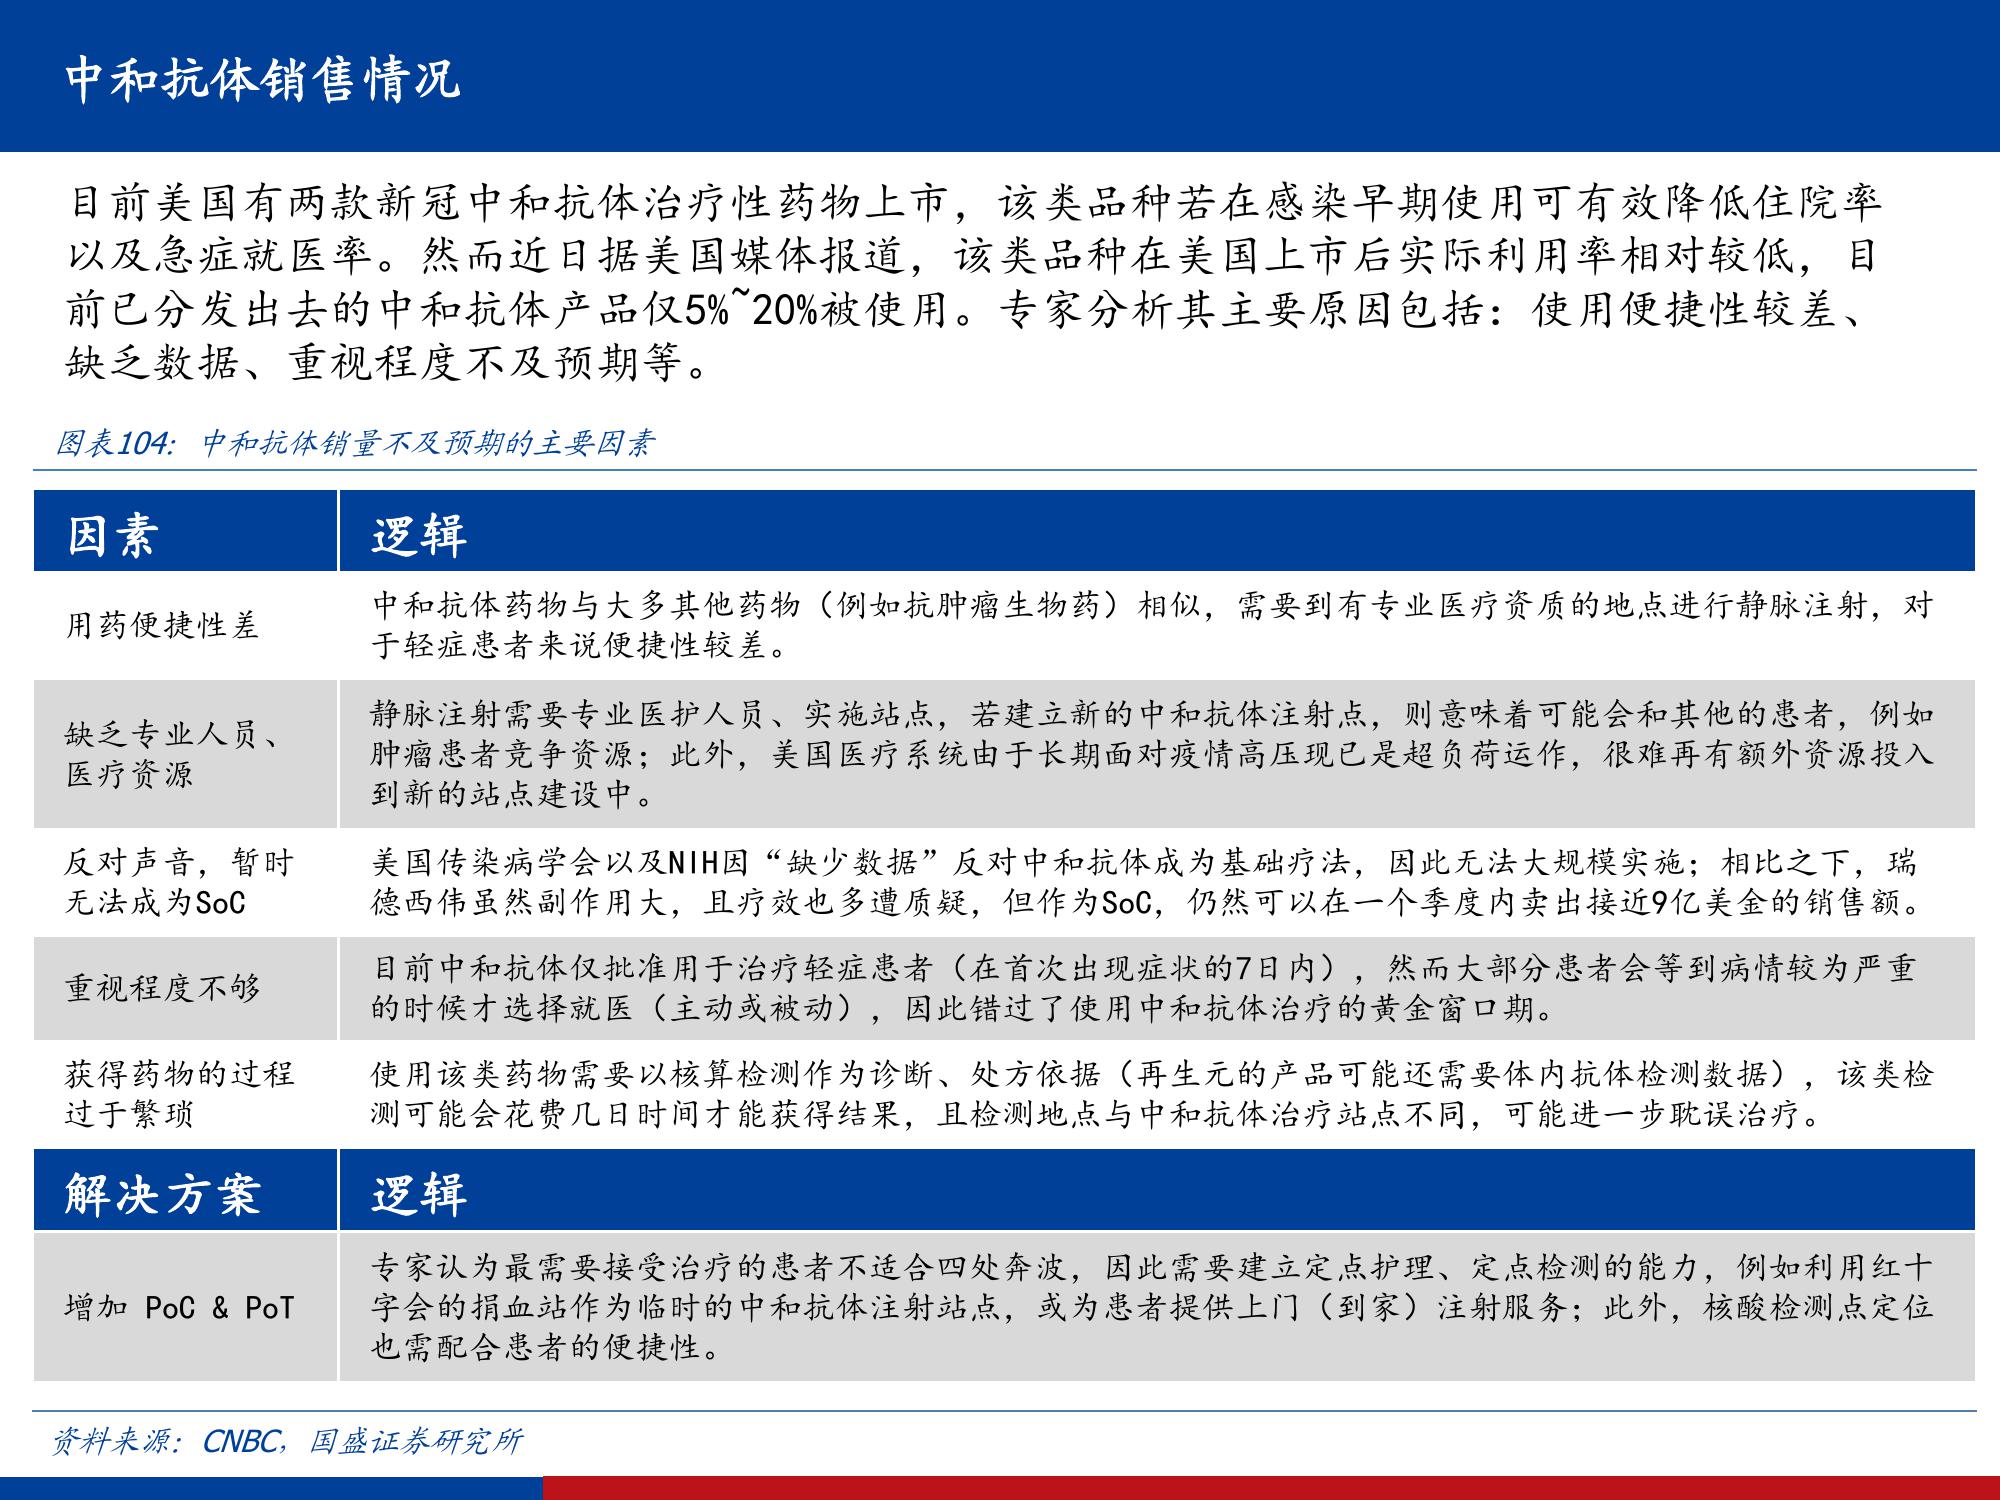 中和抗体销售情况
目前美国有两款新冠中和抗体治疗性药物上市，该类品种若在感染早期使用可有效降低住院率
以及急症就医率。然而近日据美国媒体报道，该类品种在美国上市后实际利用率相对较低，目
前已分发出去的中和抗体产品仅5%~20%被使用。专家分析其主要原因包括：使用便捷性较差、
缺乏数据、重视程度不及预期等。
图表104：中和抗体销量不及预期的主要因素
因素 逻辑
用药便捷性差
中和抗体药物与大多其他药物（例如抗肿瘤生物药）相似，需要到有专业医疗资质的地点进行静脉注射，对
于轻症患者来说便捷性较差。
缺乏专业人员、
医疗资源
静脉注射需要专业医护人员、实施站点，若建立新的中和抗体注射点，则意味着可能会和其他的患者，例如
肿瘤患者竞争资源；此外，美国医疗系统由于长期面对疫情高压现已是超负荷运作，很难再有额外资源投入
到新的站点建设中。
反对声音，暂时
无法成为SoC
美国传染病学会以及NIH因“缺少数据”反对中和抗体成为基础疗法，因此无法大规模实施；相比之下，瑞
德西伟虽然副作用大，且疗效也多遭质疑，但作为SoC，仍然可以在一个季度内卖出接近9亿美金的销售额。
重视程度不够
目前中和抗体仅批准用于治疗轻症患者（在首次出现症状的7日内），然而大部分患者会等到病情较为严重
的时候才选择就医（主动或被动），因此错过了使用中和抗体治疗的黄金窗口期。
获得药物的过程
过于繁琐
使用该类药物需要以核算检测作为诊断、处方依据（再生元的产品可能还需要体内抗体检测数据），该类检
测可能会花费几日时间才能获得结果，且检测地点与中和抗体治疗站点不同，可能进一步耽误治疗。
解决方案 逻辑
增加 PoC & PoT
专家认为最需要接受治疗的患者不适合四处奔波，因此需要建立定点护理、定点检测的能力，例如利用红十
字会的捐血站作为临时的中和抗体注射站点，或为患者提供上门（到家）注射服务；此外，核酸检测点定位
也需配合患者的便捷性。
资料来源：CNBC，国盛证券研究所